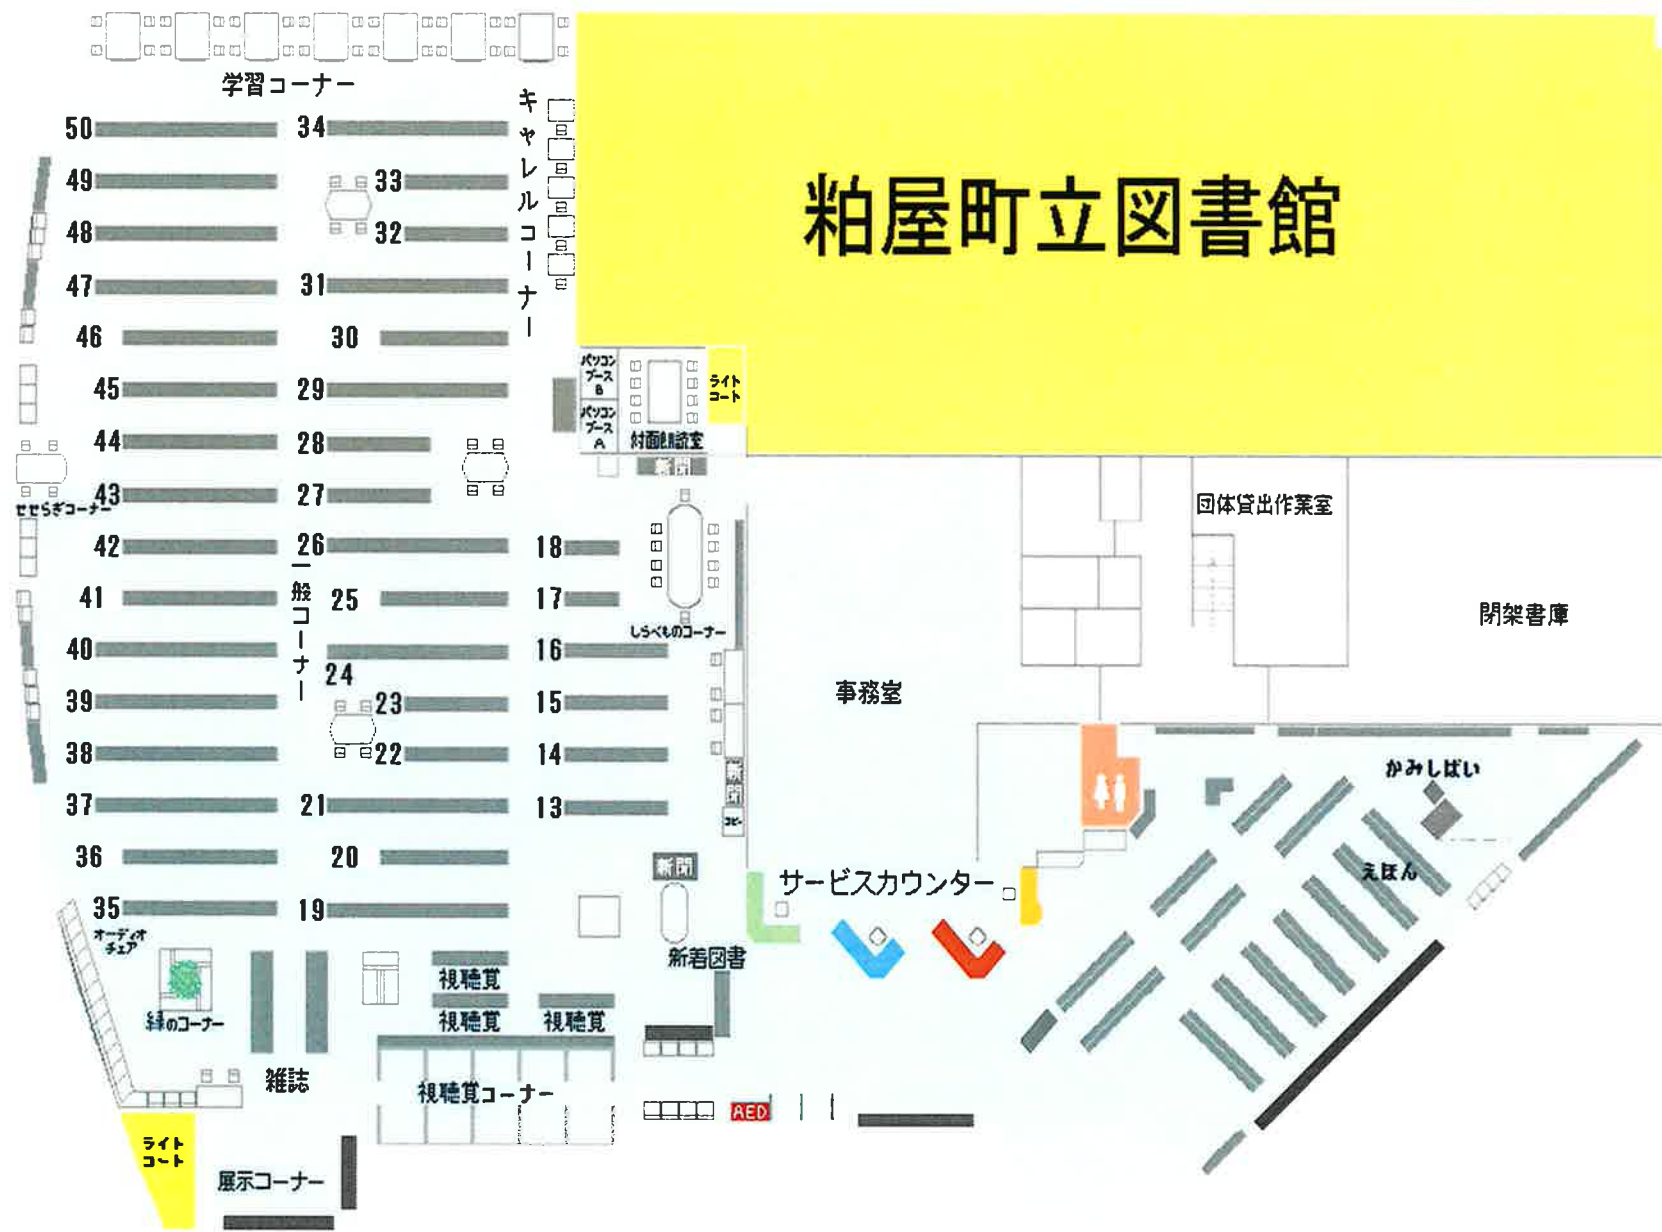 学習コーナー
キャレルコーナー
粕屋町立図書館
50
34
49
33
48
32
47
31
46
30
45
29
44
28
43
27
42
26
18
41
25
17
40
24
16
39
23
15
38
22
14
37
21
13
36
20
35
19
パソコン
ブース
B
パソコン
ブース
A
対面朗読室
ライト
コート
新聞
せせらぎコーナー
一般コーナー
しらべものコーナー
新聞
コピー
新聞
新着図書
事務室
団体貸出作業室
閉架書庫
サービスカウンター
かみしばい
えほん
オーディオ
チェア
緑のコーナー
雑誌
視聴覚
視聴覚
視聴覚
視聴覚コーナー
AED
ライト
コート
展示コーナー